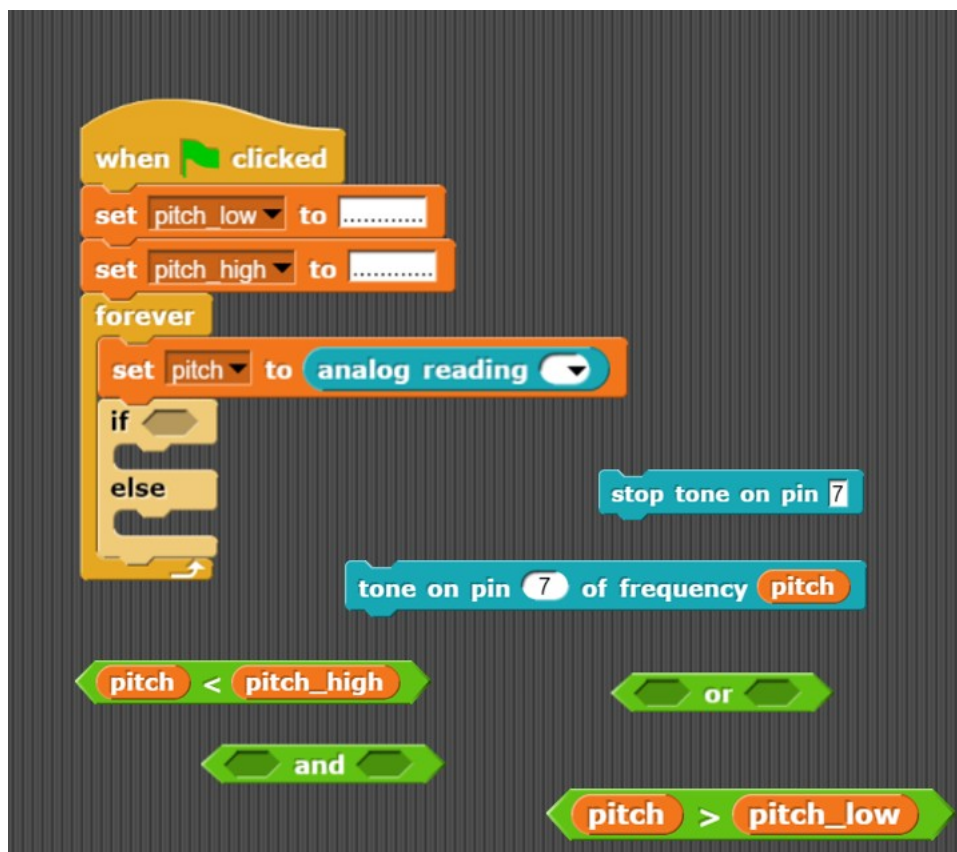 when clicked
set pitch_low to ............
set pitch_high to ............
forever
set pitch to analog reading
if
else
stop tone on pin 7
tone on pin 7 of frequency pitch
pitch < pitch_high
or
and
pitch > pitch_low